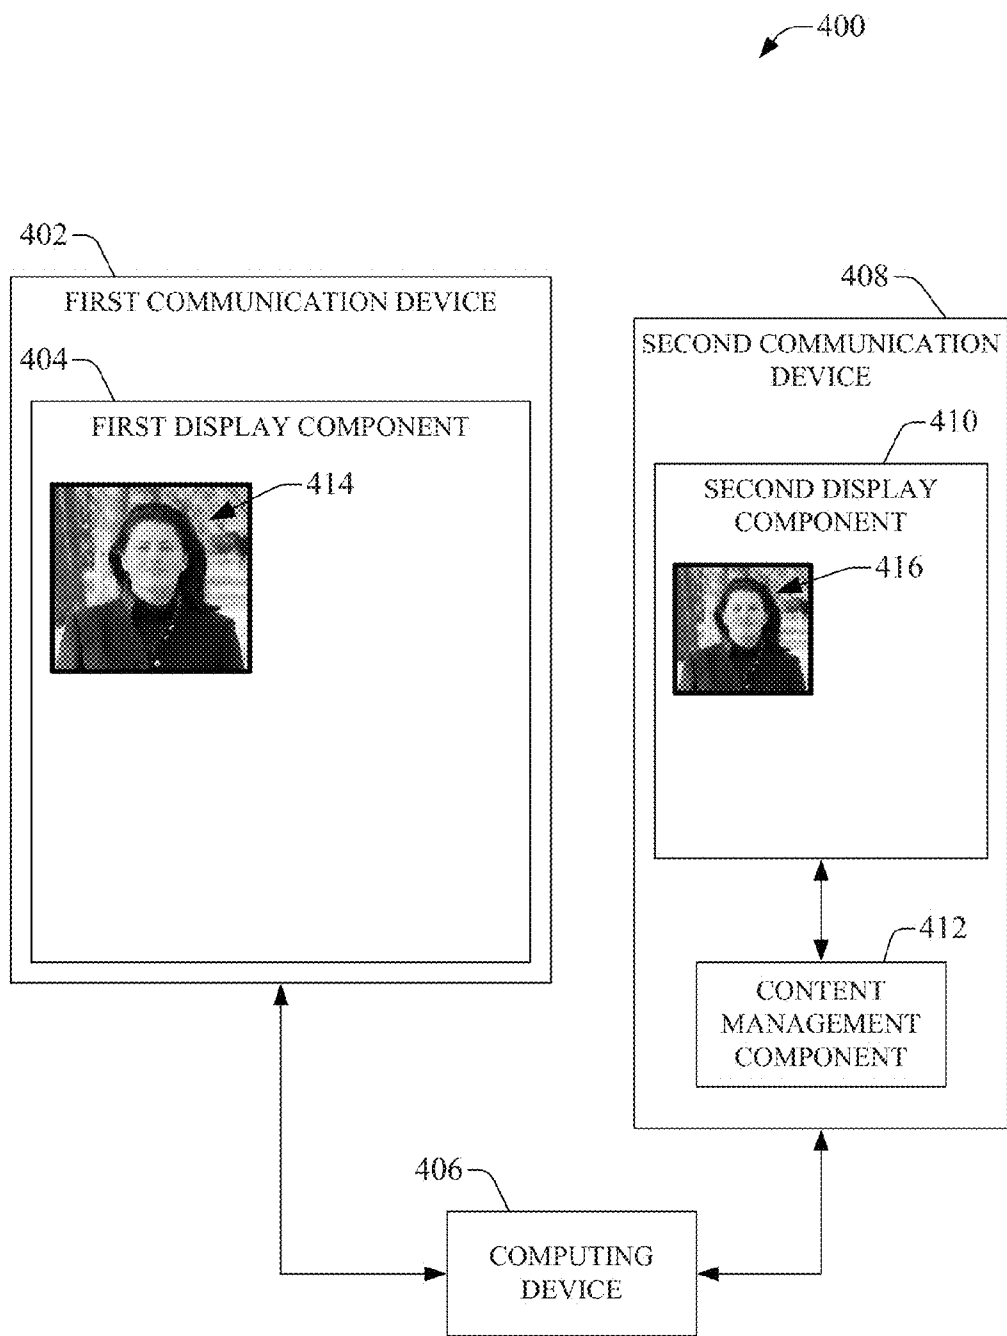 400
402
FIRST COMMUNICATION DEVICE
404
FIRST DISPLAY COMPONENT
414
408
SECOND COMMUNICATION
DEVICE
410
SECOND DISPLAY
COMPONENT
416
412
CONTENT
MANAGEMENT
COMPONENT
406
COMPUTING
DEVICE